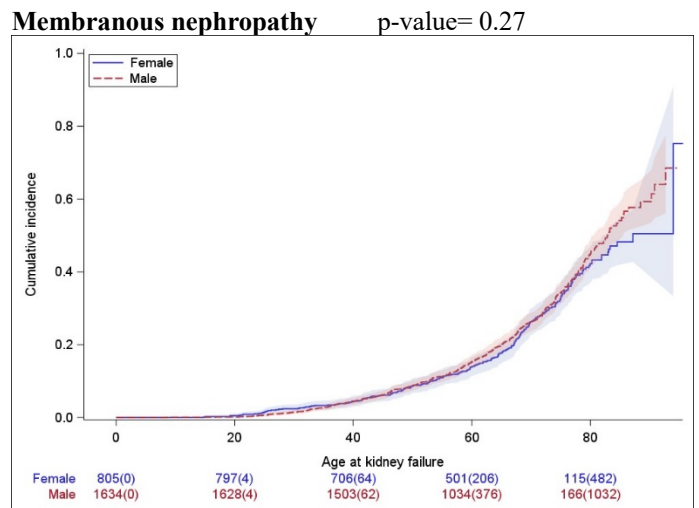 Membranous nephropathy p-value= 0.27
Female
Male
1.0
0.8
0.6
0.4
0.2
0.0
Cumulative incidence
0 20 40 60 80
Age at kidney failure
Female 805(0) 797(4) 706(64) 501(206) 115(482)
Male 1634(0) 1628(4) 1503(62) 1034(376) 166(1032)